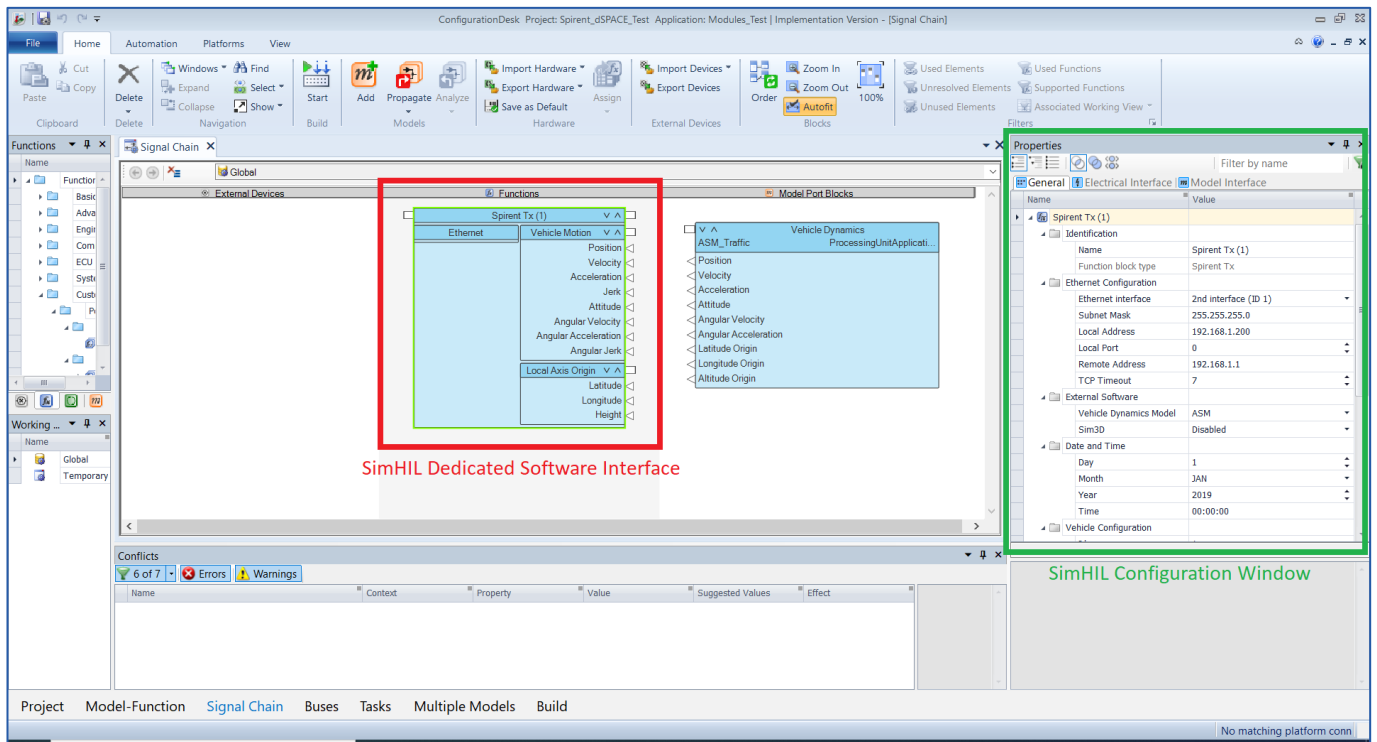 ConfigurationDesk Project: Spirent_dSPACE_Test Application: Modules_Test | Implementation Version - [Signal Chain]
File Home Automation Platforms View
Paste
Cut
Copy
Clipboard
Delete
Delete
Windows Find
Expand Select
Collapse Show
Navigation
Start
Build
Add Propagate Analyze
Models
Import Hardware
Export Hardware
Save as Default
Assign
Hardware
Import Devices
Export Devices
External Devices
Order
Zoom In
Zoom Out
Autofit
100%
Blocks
Used Elements Used Functions
Unresolved Elements Supported Functions
Unused Elements Associated Working View
Filters
Functions
Name
Function
Basic
Adva
Engin
Com
ECU
Syste
Custo
Working ...
Name
Global
Temporary
Signal Chain
Global
External Devices Functions Model Port Blocks
Spirent Tx (1)
Ethernet Vehicle Motion
Position
Velocity
Acceleration
Jerk
Attitude
Angular Velocity
Angular Acceleration
Angular Jerk
Local Axis Origin
Latitude
Longitude
Height
Vehicle Dynamics
ASM_Traffic ProcessingUnitApplicati...
Position
Velocity
Acceleration
Attitude
Angular Velocity
Angular Acceleration
Latitude Origin
Longitude Origin
Altitude Origin
SimHIL Dedicated Software Interface
Properties
Filter by name
General Electrical Interface Model Interface
Name Value
Spirent Tx (1)
Identification
Name Spirent Tx (1)
Function block type Spirent Tx
Ethernet Configuration
Ethernet interface 2nd interface (ID 1)
Subnet Mask 255.255.255.0
Local Address 192.168.1.200
Local Port 0
Remote Address 192.168.1.1
TCP Timeout 7
External Software
Vehicle Dynamics Model ASM
Sim3D Disabled
Date and Time
Day 1
Month JAN
Year 2019
Time 00:00:00
Vehicle Configuration
SimHIL Configuration Window
Conflicts
6 of 7 Errors Warnings
Name Context Property Value Suggested Values Effect
Project Model-Function Signal Chain Buses Tasks Multiple Models Build
No matching platform conn